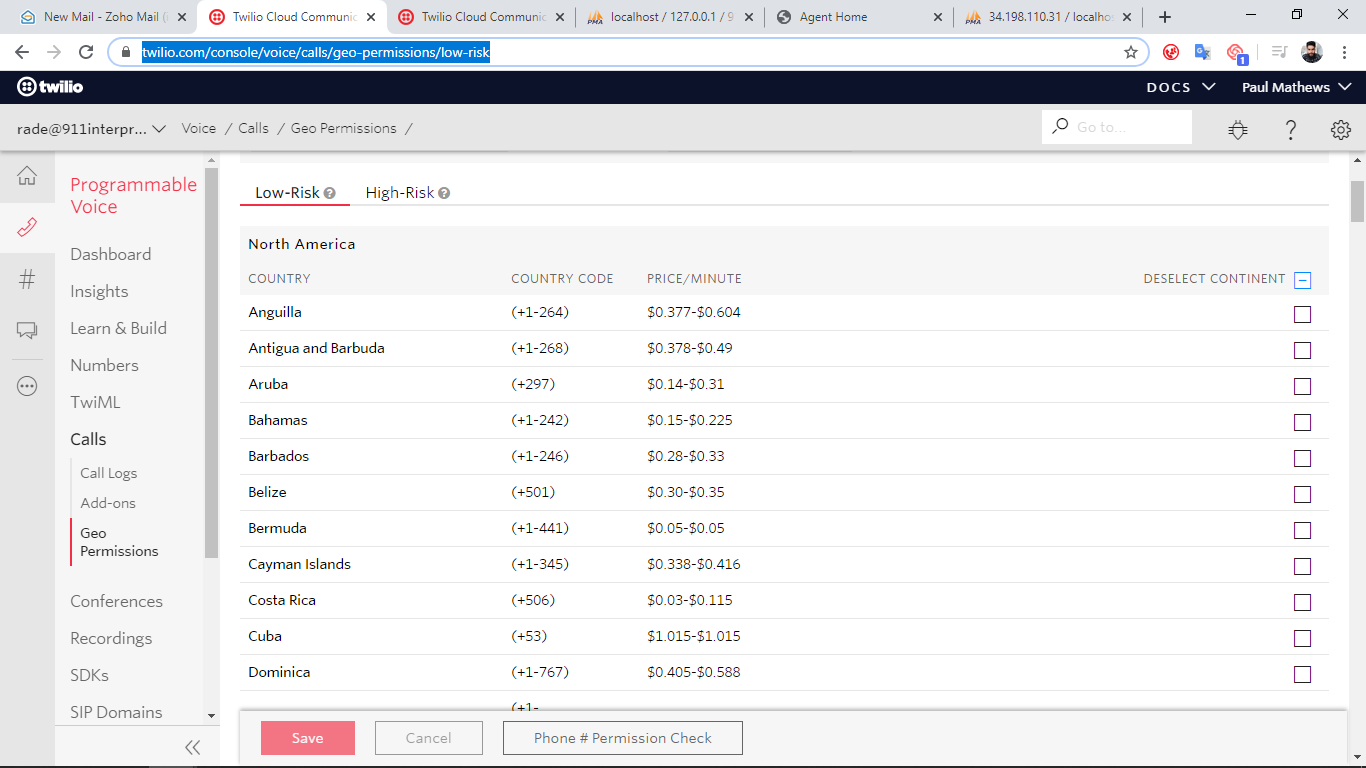 New Mail - Zoho Mail (
Twilio Cloud Communic
Twilio Cloud Communic
localhost / 127.0.0.1 / 9
Agent Home
34.198.110.31 / localho
twilio.com/console/voice/calls/geo-permissions/low-risk
1
twilio
DOCS
Paul Mathews
rade@911interpr...
Voice / Calls / Geo Permissions /
Go to...
Programmable
Voice
Dashboard
Insights
Learn & Build
Numbers
TwiML
Calls
Call Logs
Add-ons
Geo
Permissions
Conferences
Recordings
SDKs
SIP Domains
Low-Risk ? High-Risk ?
North America
COUNTRY COUNTRY CODE PRICE/MINUTE DESELECT CONTINENT
Anguilla (+1-264) $0.377-$0.604
Antigua and Barbuda (+1-268) $0.378-$0.49
Aruba (+297) $0.14-$0.31
Bahamas (+1-242) $0.15-$0.225
Barbados (+1-246) $0.28-$0.33
Belize (+501) $0.30-$0.35
Bermuda (+1-441) $0.05-$0.05
Cayman Islands (+1-345) $0.338-$0.416
Costa Rica (+506) $0.03-$0.115
Cuba (+53) $1.015-$1.015
Dominica (+1-767) $0.405-$0.588
(+1-
Save Cancel Phone # Permission Check